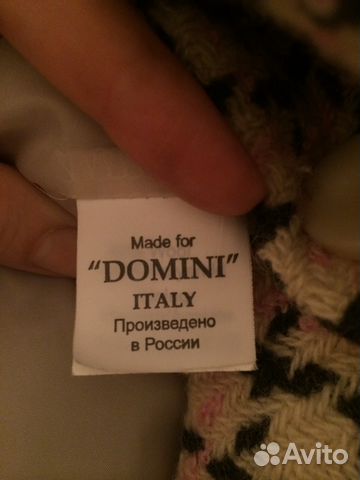 Made for
"DOMINI"
ITALY
Произведено
в России
Avito